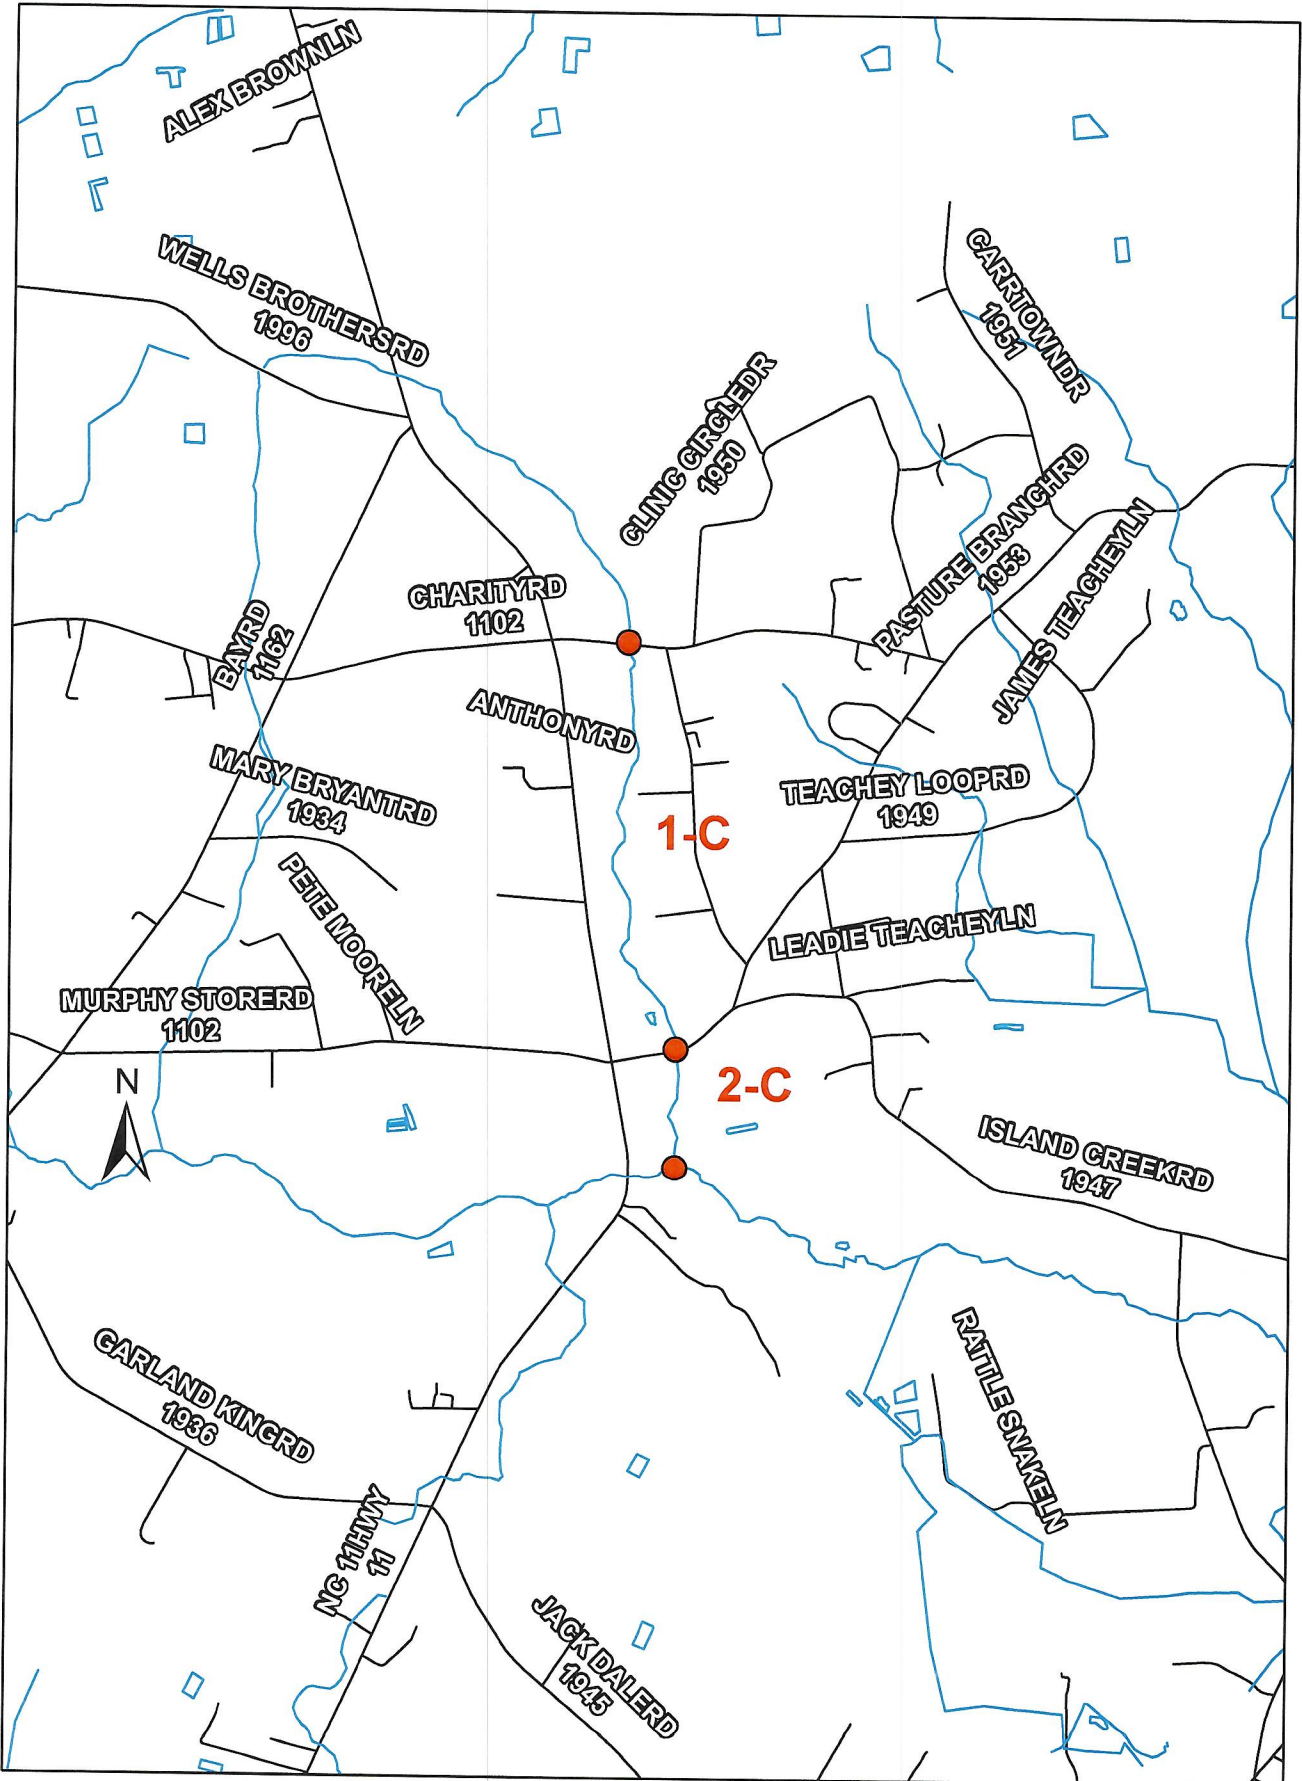 ALEX BROWNLN
WELLS BROTHERSRD
1996
CARRTOWNDR
1951
CLINIC CIRCLEDR
1950
PASTURE BRANCHRD
1953
JAMES TEACHEYLN
CHARITYRD
1102
BAYRD
1162
ANTHONYRD
MARY BRYANTRD
1934
TEACHEY LOOPRD
1949
1-C
PETE MOORELN
LEADIE TEACHEYLN
MURPHY STORERD
1102
N
2-C
ISLAND CREEKRD
1947
GARLAND KINGRD
1936
RATTLE SNAKELN
NC 11HWY
11
JACK DALERD
1945